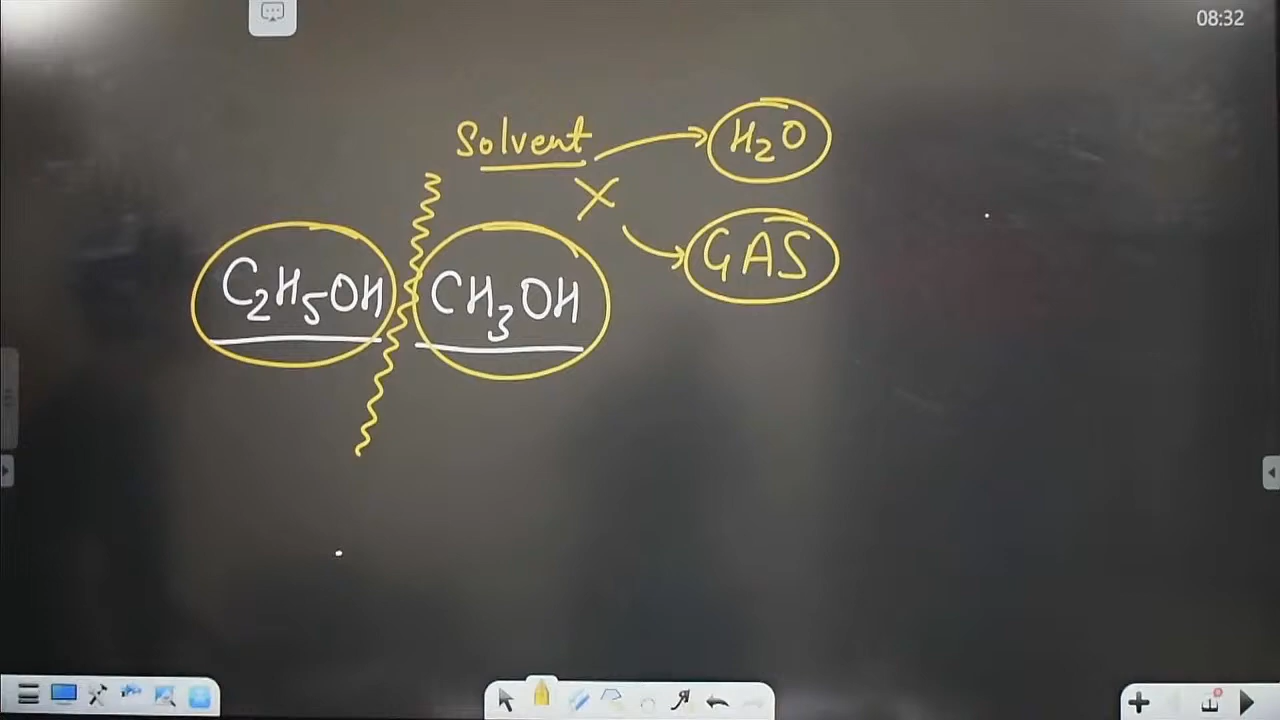 08:32
Solvent
H₂O
GAS
C₂H₅OH
CH₃OH